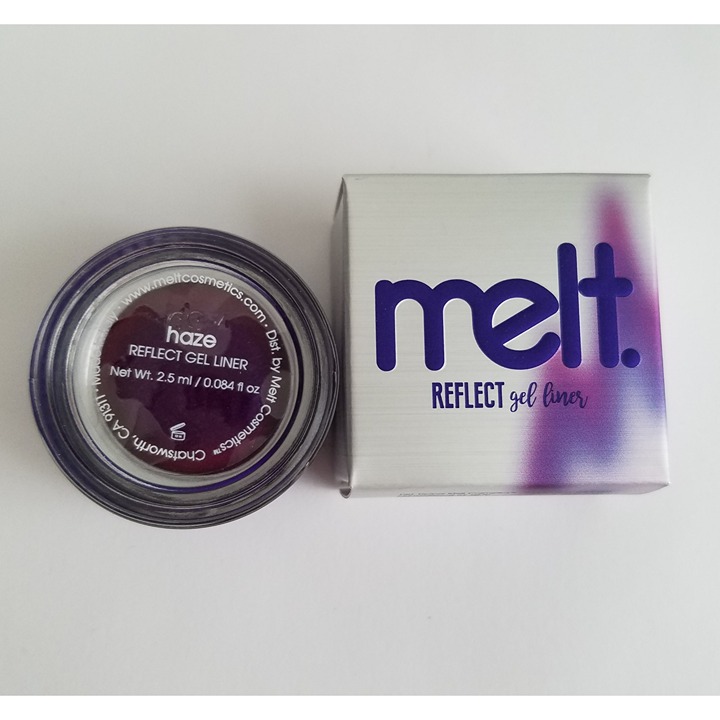 haze
REFLECT GEL LINER
Net Wt. 2.5 ml / 0.084 fl oz
www.meltcosmetics.com • Dist. by Melt Cosmetics™ Chatsworth, CA 91311 •
melt.
REFLECT gel liner